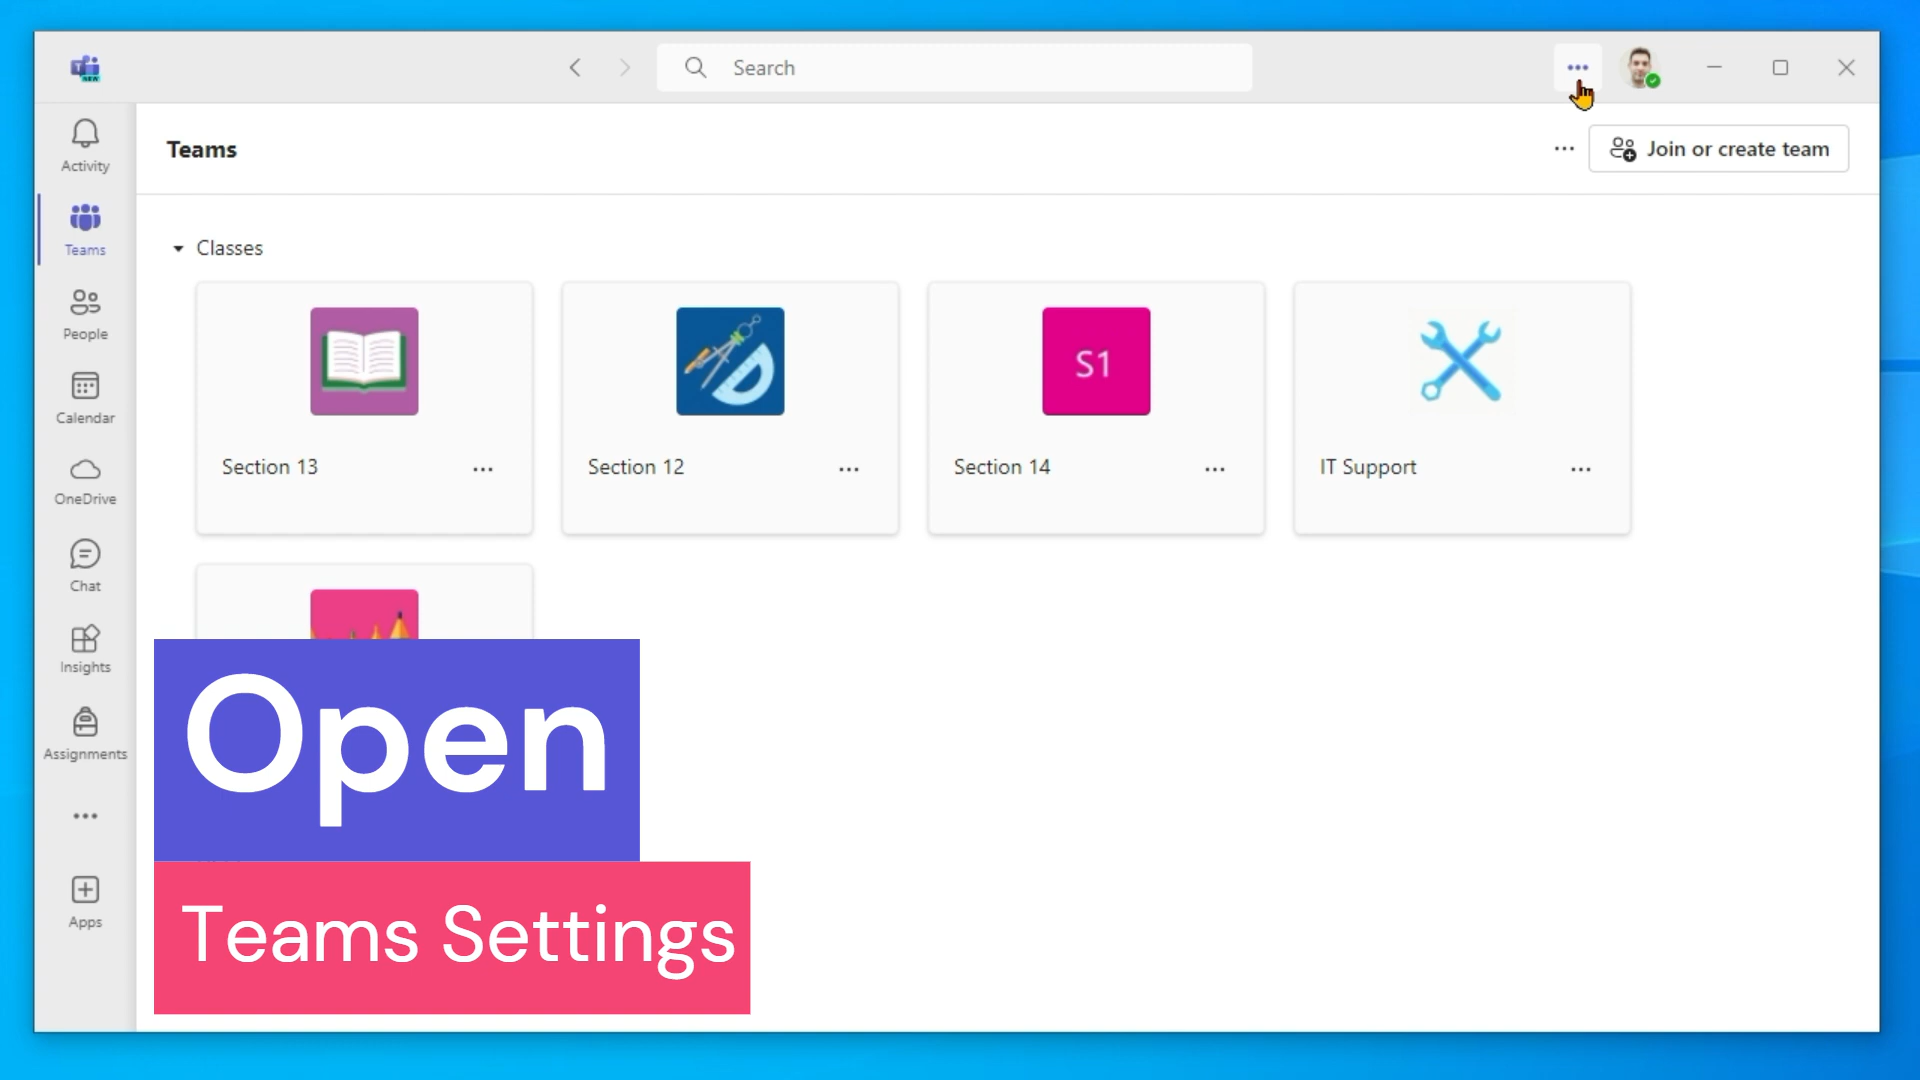 Search
Teams
Join or create team
Activity
Teams
People
Calendar
OneDrive
Chat
Insights
Assignments
Apps
Classes
Section 13
Section 12
S1
Section 14
IT Support
Open
Teams Settings